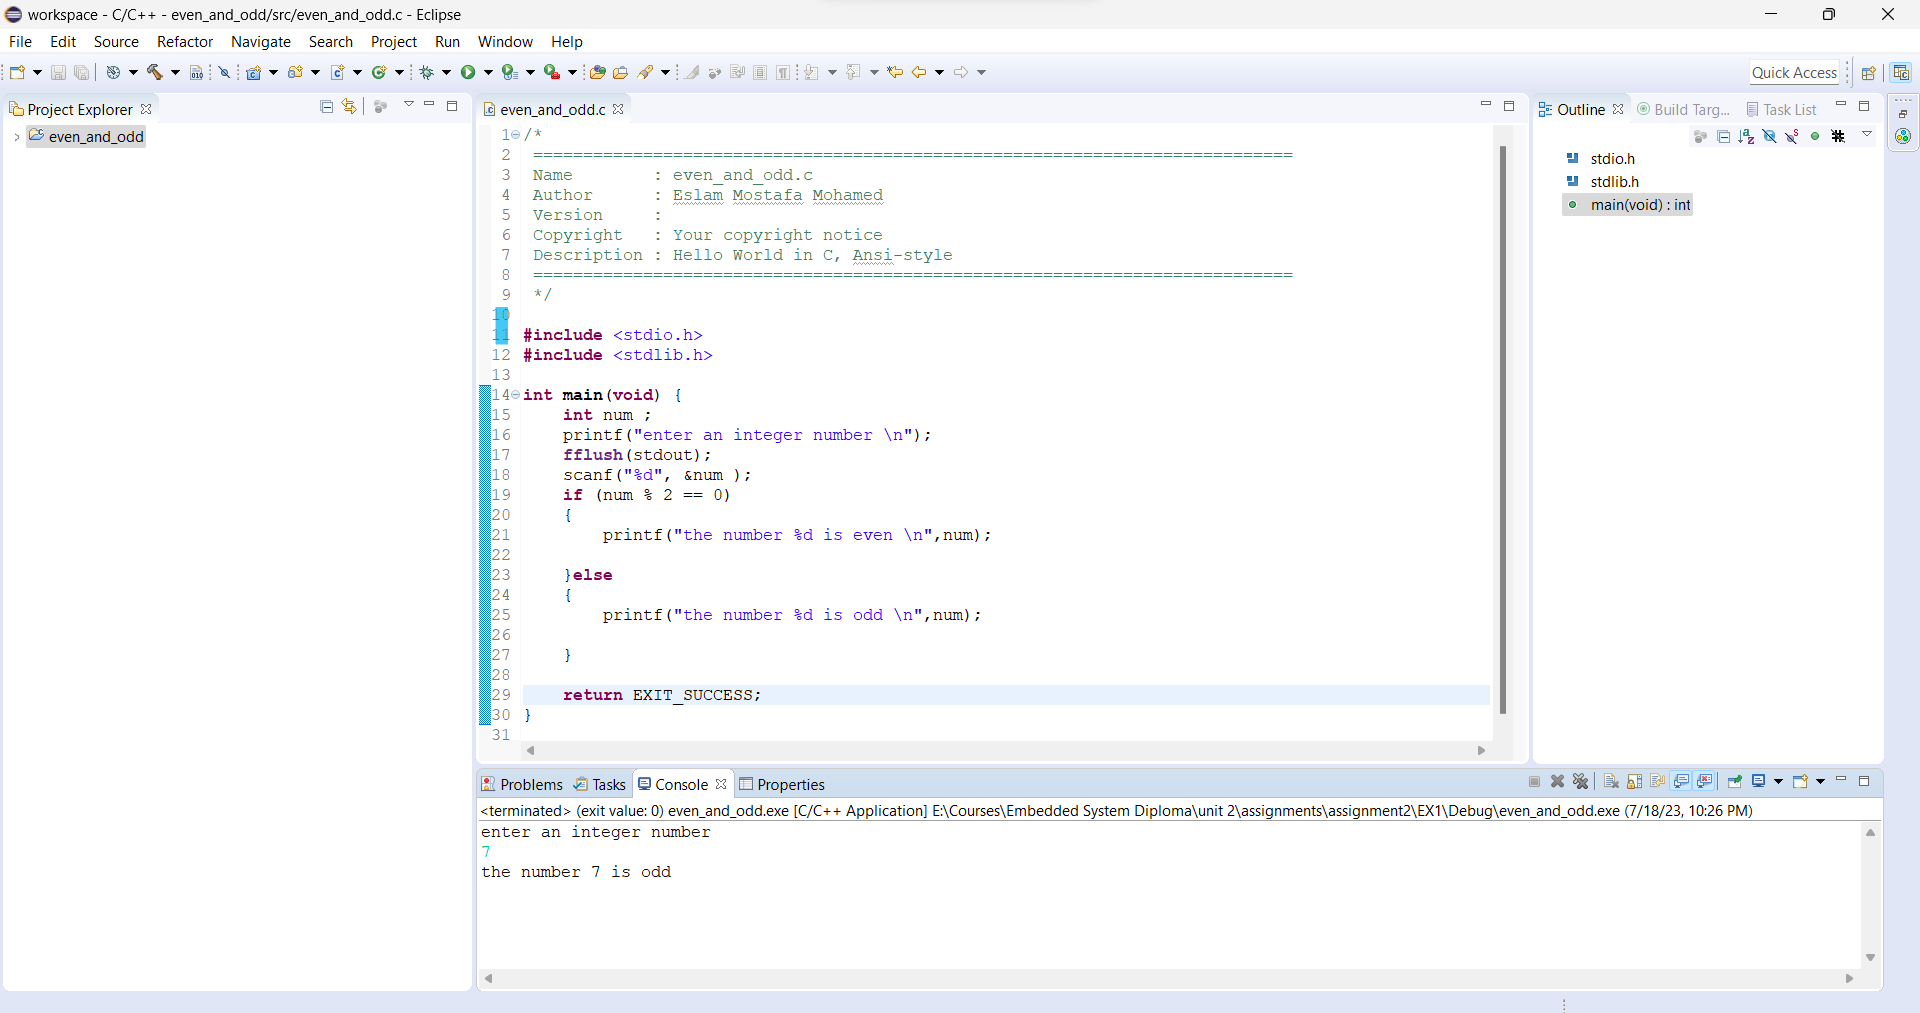 workspace - C/C++ - even_and_odd/src/even_and_odd.c - Eclipse
File Edit Source Refactor Navigate Search Project Run Window Help
Quick Access
Project Explorer
even_and_odd
even_and_odd.c
1 /*
2 ============================================================================
3 Name        : even_and_odd.c
4 Author      : Eslam Mostafa Mohamed
5 Version     :
6 Copyright   : Your copyright notice
7 Description : Hello World in C, Ansi-style
8 ============================================================================
9 */
10
11 #include <stdio.h>
12 #include <stdlib.h>
13
14 int main(void) {
15     int num ;
16     printf("enter an integer number \n");
17     fflush(stdout);
18     scanf("%d", &num );
19     if (num % 2 == 0)
20     {
21         printf("the number %d is even \n",num);
22
23     }else
24     {
25         printf("the number %d is odd \n",num);
26
27     }
28
29     return EXIT_SUCCESS;
30 }
31
Outline Build Targ... Task List
stdio.h
stdlib.h
main(void) : int
Problems Tasks Console Properties
<terminated> (exit value: 0) even_and_odd.exe [C/C++ Application] E:\Courses\Embedded System Diploma\unit 2\assignments\assignment2\EX1\Debug\even_and_odd.exe (7/18/23, 10:26 PM)
enter an integer number
7
the number 7 is odd